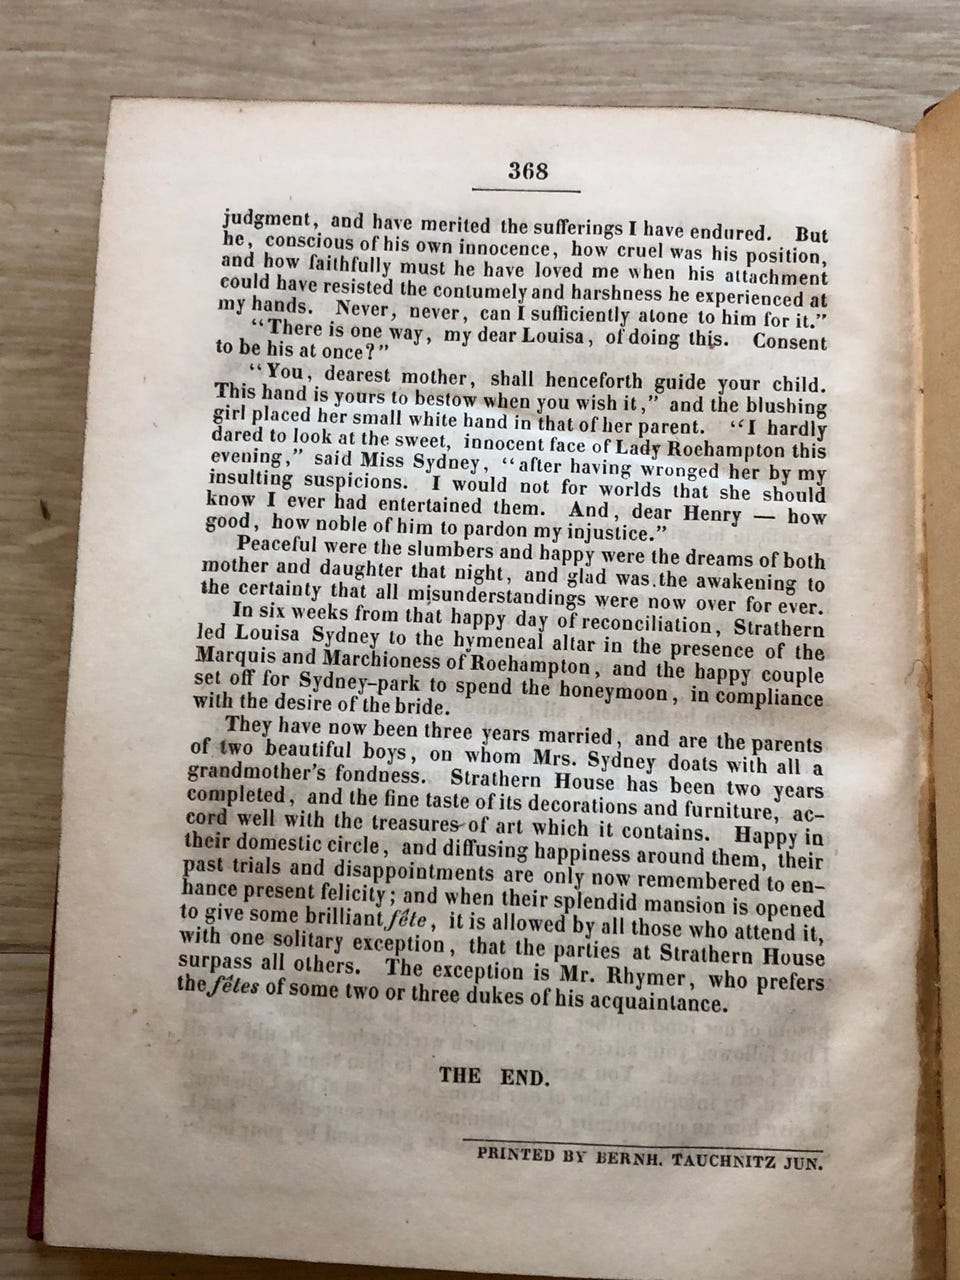 368
judgment, and have merited the sufferings I have endured. But
he, conscious of his own innocence, how cruel was his position,
and how faithfully must he have loved me when his attachment
could have resisted the contumely and harshness he experienced at
my hands. Never, never, can I sufficiently atone to him for it.”
“There is one way, my dear Louisa, of doing this. Consent
to be his at once?”
“You, dearest mother, shall henceforth guide your child.
This hand is yours to bestow when you wish it,” and the blushing
girl placed her small white hand in that of her parent. “I hardly
dared to look at the sweet, innocent face of Lady Roehampton this
evening,” said Miss Sydney, “after having wronged her by my
insulting suspicions. I would not for worlds that she should
know I ever had entertained them. And, dear Henry — how
good, how noble of him to pardon my injustice.”
Peaceful were the slumbers and happy were the dreams of both
mother and daughter that night, and glad was the awakening to
the certainty that all misunderstandings were now over for ever.
In six weeks from that happy day of reconciliation, Strathern
led Louisa Sydney to the hymeneal altar in the presence of the
Marquis and Marchioness of Roehampton, and the happy couple
set off for Sydney-park to spend the honeymoon, in compliance
with the desire of the bride.
They have now been three years married, and are the parents
of two beautiful boys, on whom Mrs. Sydney doats with all a
grandmother’s fondness. Strathern House has been two years
completed, and the fine taste of its decorations and furniture, ac-
cord well with the treasures of art which it contains. Happy in
their domestic circle, and diffusing happiness around them, their
past trials and disappointments are only now remembered to en-
hance present felicity; and when their splendid mansion is opened
to give some brilliant fête, it is allowed by all those who attend it,
with one solitary exception, that the parties at Strathern House
surpass all others. The exception is Mr. Rhymer, who prefers
the fêtes of some two or three dukes of his acquaintance.
THE END.
PRINTED BY BERNH. TAUCHNITZ JUN.